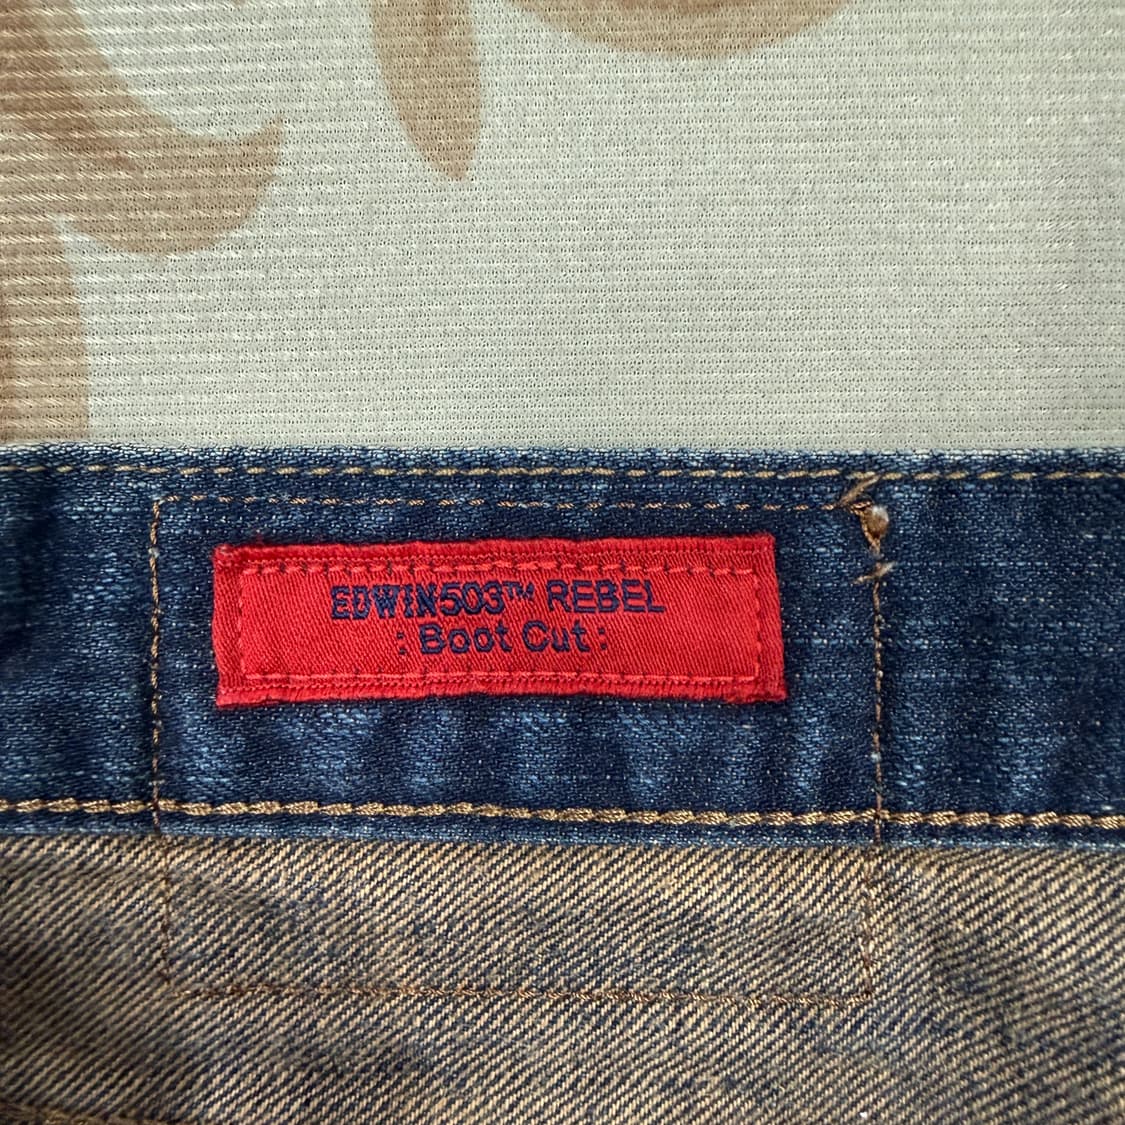 EDWIN503™ REBEL
: Boot Cut :